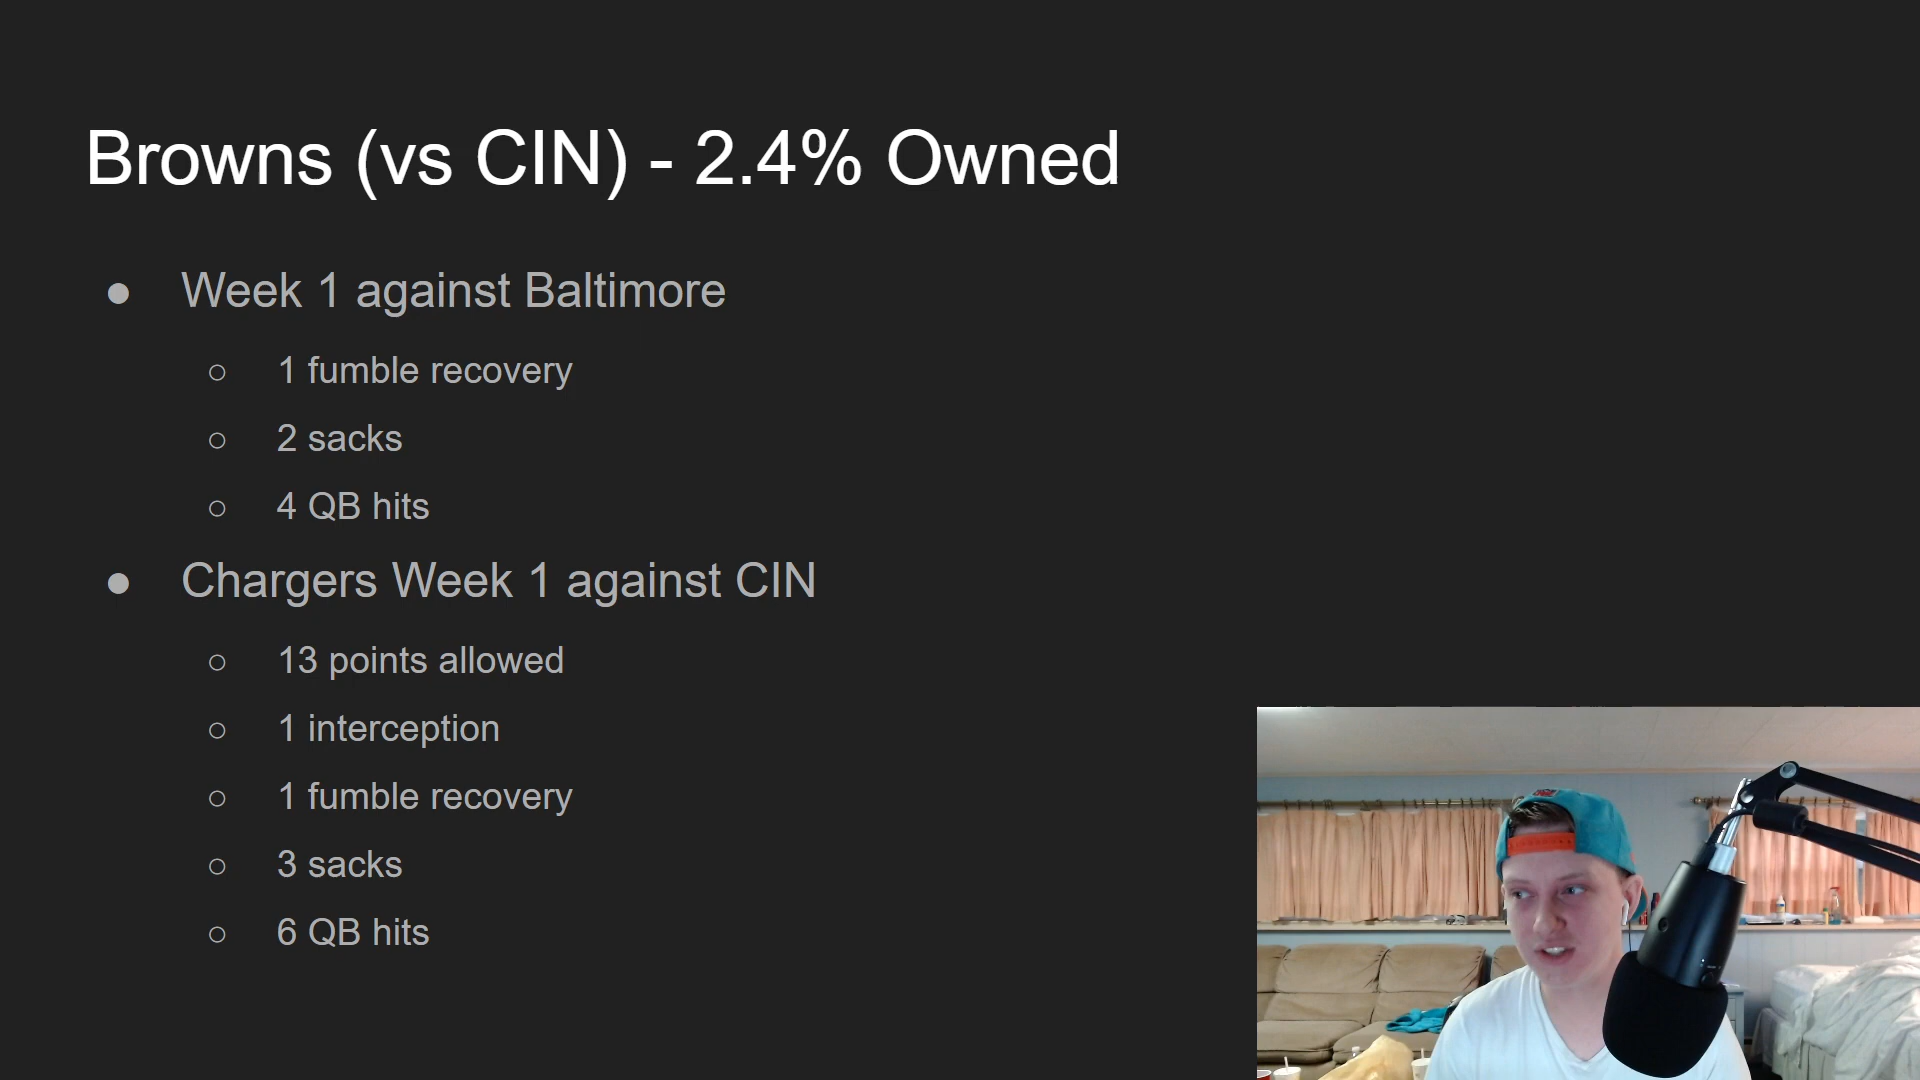 Browns (vs CIN) - 2.4% Owned
● Week 1 against Baltimore
○ 1 fumble recovery
○ 2 sacks
○ 4 QB hits
● Chargers Week 1 against CIN
○ 13 points allowed
○ 1 interception
○ 1 fumble recovery
○ 3 sacks
○ 6 QB hits